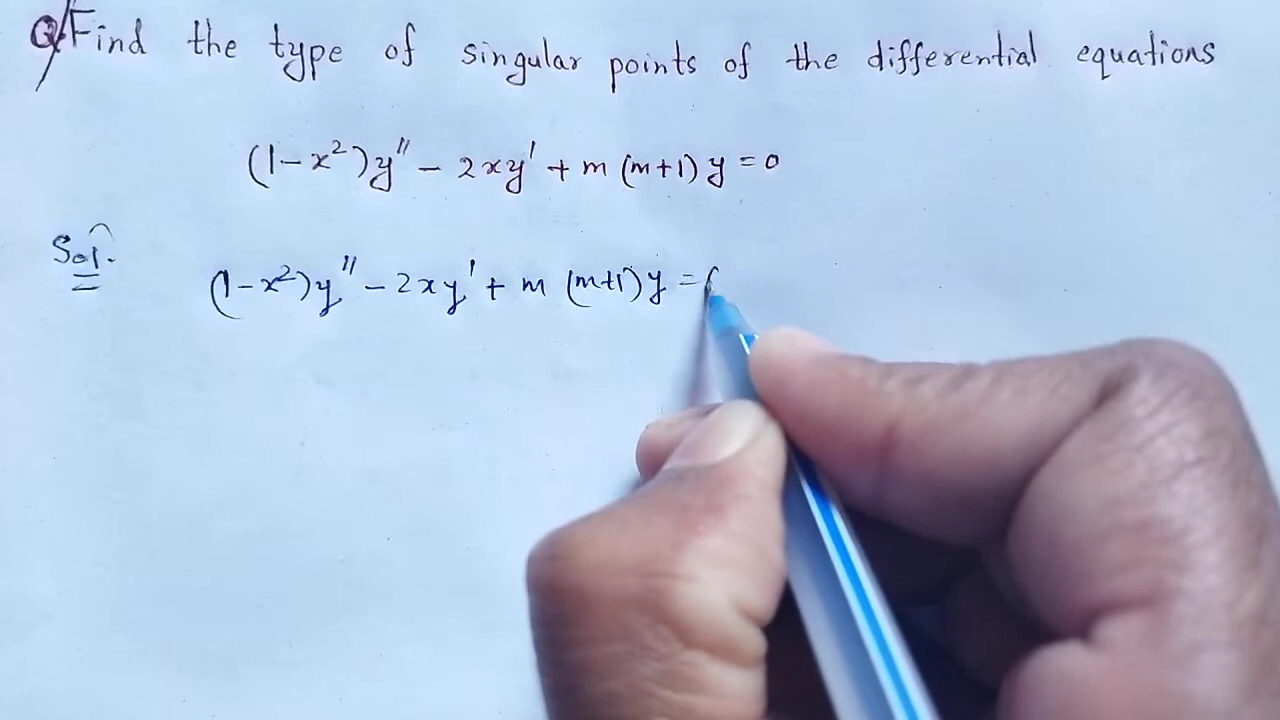 Q/ Find the type of singular points of the differential equations
(1-x²)y" - 2xy' + m(m+1)y = 0
Sol.
(1-x²)y" - 2xy' + m(m+1)y =